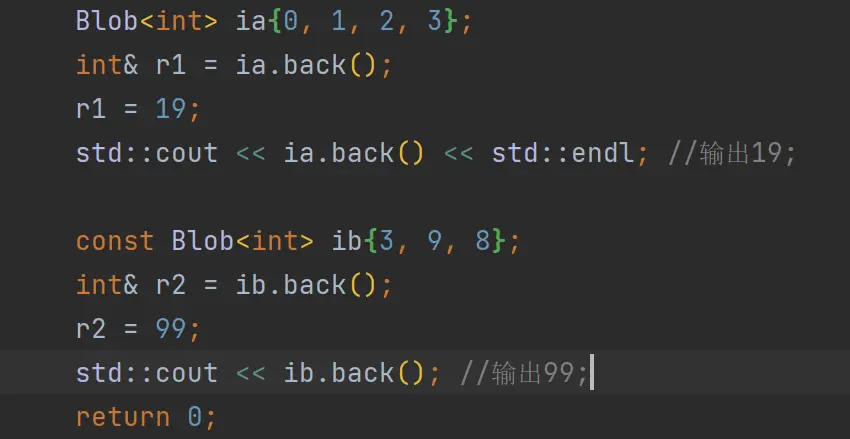 Blob<int> ia{0, 1, 2, 3};
int& r1 = ia.back();
r1 = 19;
std::cout << ia.back() << std::endl; //输出19;
const Blob<int> ib{3, 9, 8};
int& r2 = ib.back();
r2 = 99;
std::cout << ib.back(); //输出99;
return 0;